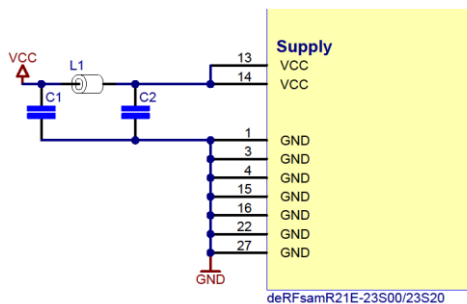 Supply
VCC
L1
13
VCC
14
VCC
C1
C2
1
GND
3
GND
4
GND
15
GND
16
GND
22
GND
27
GND
GND
deRFsamR21E-23S00/23S20